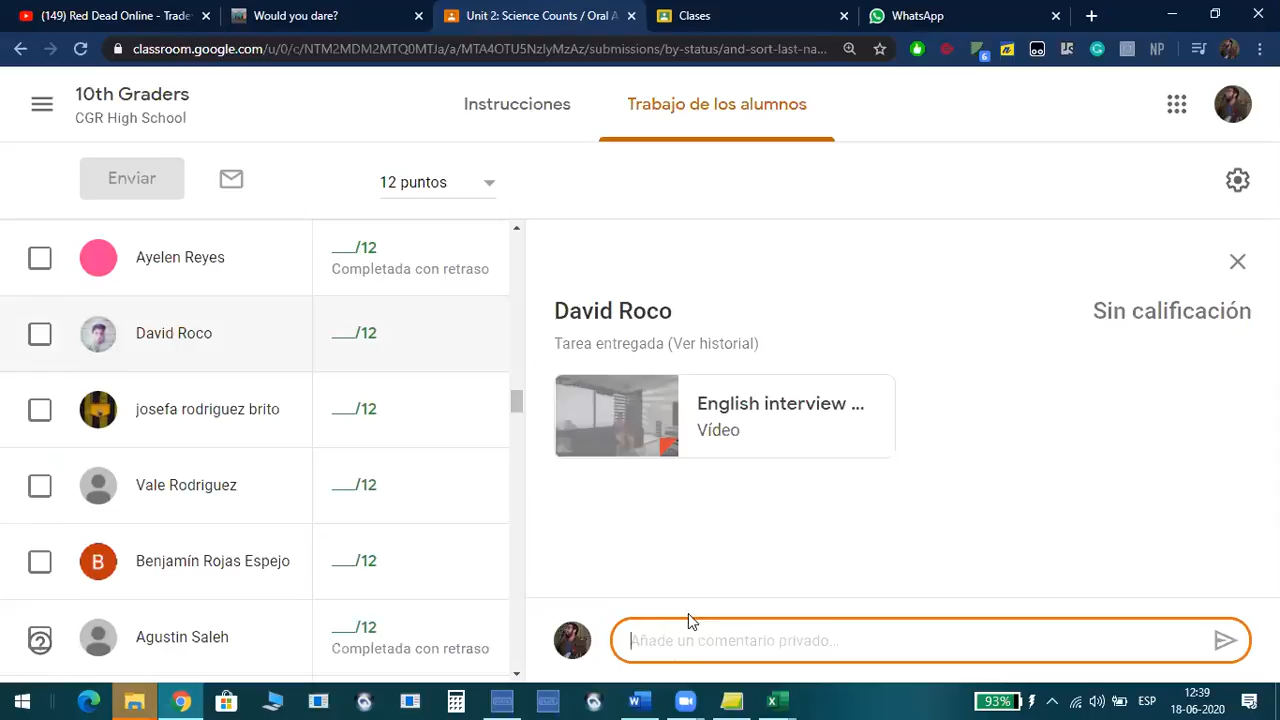 (149) Red Dead Online - Trade
Would you dare?
Unit 2: Science Counts / Oral A
Clases
WhatsApp
classroom.google.com/u/0/c/NTM2MDM2MTQ0MTJa/a/MTA4OTU5NzIyMzAz/submissions/by-status/and-sort-last-na...
6
NP
10th Graders
CGR High School
Instrucciones
Trabajo de los alumnos
Enviar
12 puntos
Ayelen Reyes
___/12
Completada con retraso
David Roco
___/12
josefa rodriguez brito
___/12
Vale Rodriguez
___/12
B
Benjamín Rojas Espejo
___/12
Agustin Saleh
___/12
Completada con retraso
David Roco
Sin calificación
Tarea entregada (Ver historial)
English interview ...
Vídeo
Añade un comentario privado...
93%
ESP
12:39
18-06-2020